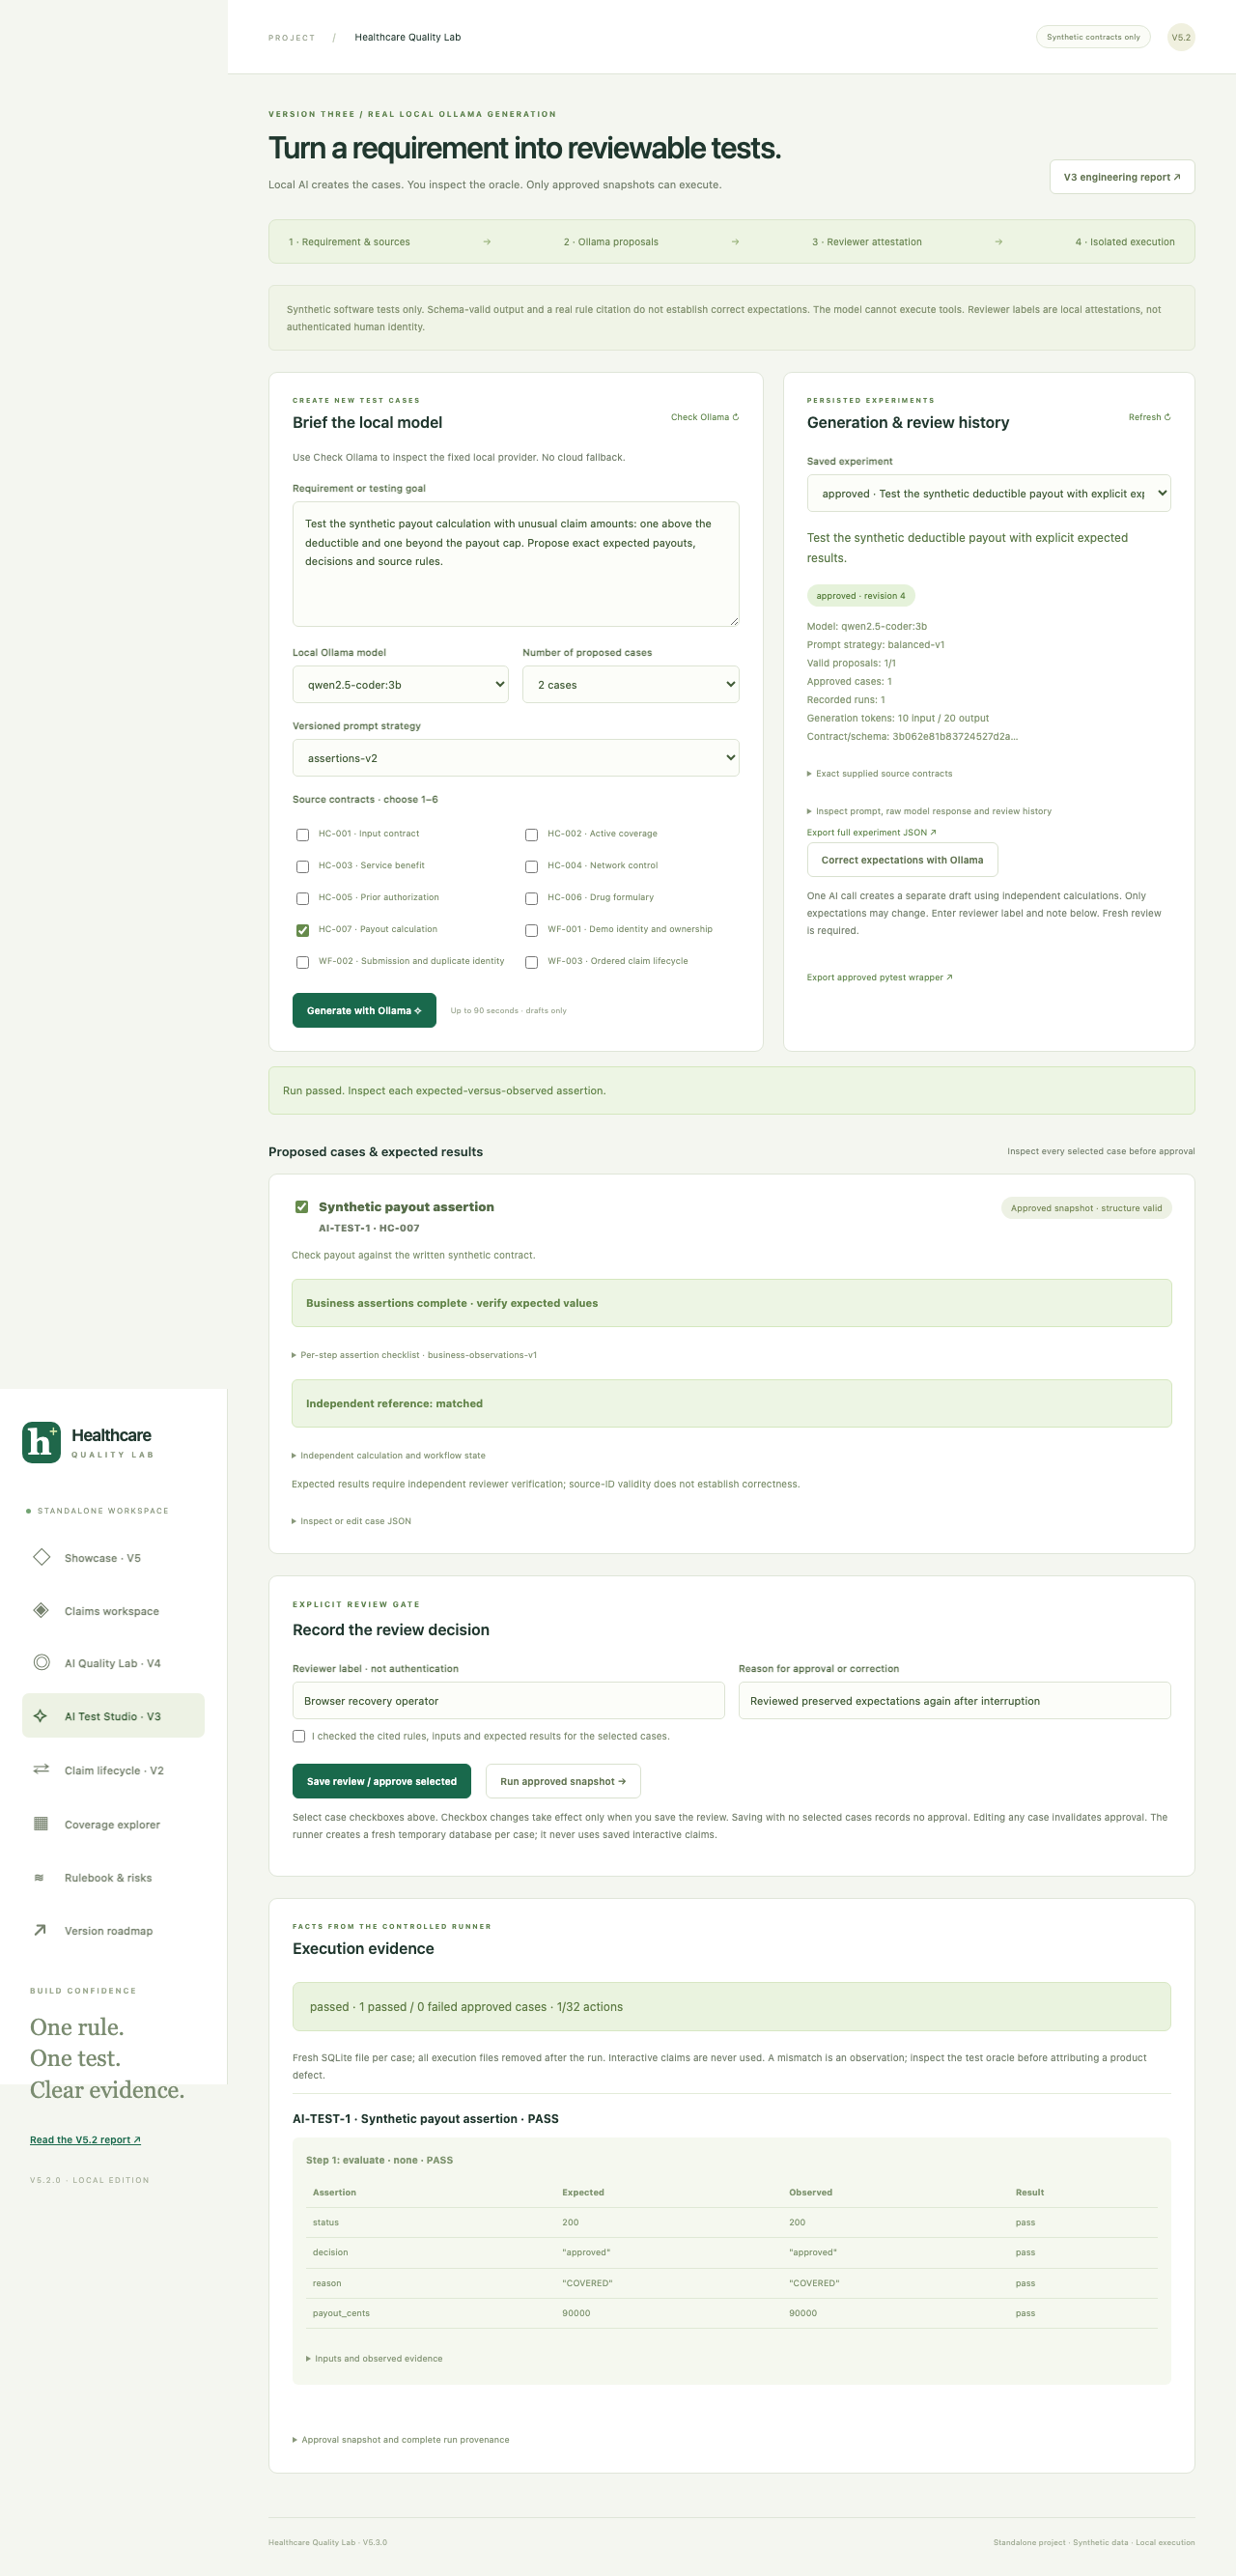 PROJECT / Healthcare Quality Lab
Synthetic contracts only
V5.2
VERSION THREE / REAL LOCAL OLLAMA GENERATION
Turn a requirement into reviewable tests.
Local AI creates the cases. You inspect the oracle. Only approved snapshots can execute.
V3 engineering report ↗
1 · Requirement & sources → 2 · Ollama proposals → 3 · Reviewer attestation → 4 · Isolated execution
Synthetic software tests only. Schema-valid output and a real rule citation do not establish correct expectations. The model cannot execute tools. Reviewer labels are local attestations, not
authenticated human identity.
CREATE NEW TEST CASES
Brief the local model
Check Ollama ↻
Use Check Ollama to inspect the fixed local provider. No cloud fallback.
Requirement or testing goal
Test the synthetic payout calculation with unusual claim amounts: one above the
deductible and one beyond the payout cap. Propose exact expected payouts,
decisions and source rules.
Local Ollama model
Number of proposed cases
qwen2.5-coder:3b
2 cases
Versioned prompt strategy
assertions-v2
Source contracts · choose 1–6
HC-001 · Input contract
HC-002 · Active coverage
HC-003 · Service benefit
HC-004 · Network control
HC-005 · Prior authorization
HC-006 · Drug formulary
HC-007 · Payout calculation
WF-001 · Demo identity and ownership
WF-002 · Submission and duplicate identity
WF-003 · Ordered claim lifecycle
Generate with Ollama ✧
Up to 90 seconds · drafts only
PERSISTED EXPERIMENTS
Generation & review history
Refresh ↻
Saved experiment
approved · Test the synthetic deductible payout with explicit exp
Test the synthetic deductible payout with explicit expected
results.
approved · revision 4
Model: qwen2.5-coder:3b
Prompt strategy: balanced-v1
Valid proposals: 1/1
Approved cases: 1
Recorded runs: 1
Generation tokens: 10 input / 20 output
Contract/schema: 3b062e81b83724527d2a...
▸ Exact supplied source contracts
▸ Inspect prompt, raw model response and review history
Export full experiment JSON ↗
Correct expectations with Ollama
One AI call creates a separate draft using independent calculations. Only
expectations may change. Enter reviewer label and note below. Fresh review
is required.
Export approved pytest wrapper ↗
Run passed. Inspect each expected-versus-observed assertion.
Proposed cases & expected results
Inspect every selected case before approval
Synthetic payout assertion
AI-TEST-1 · HC-007
Approved snapshot · structure valid
Check payout against the written synthetic contract.
Business assertions complete · verify expected values
▸ Per-step assertion checklist · business-observations-v1
Independent reference: matched
▸ Independent calculation and workflow state
Expected results require independent reviewer verification; source-ID validity does not establish correctness.
▸ Inspect or edit case JSON
EXPLICIT REVIEW GATE
Record the review decision
Reviewer label · not authentication
Reason for approval or correction
Browser recovery operator
Reviewed preserved expectations again after interruption
I checked the cited rules, inputs and expected results for the selected cases.
Save review / approve selected
Run approved snapshot →
Select case checkboxes above. Checkbox changes take effect only when you save the review. Saving with no selected cases records no approval. Editing any case invalidates approval. The
runner creates a fresh temporary database per case; it never uses saved interactive claims.
FACTS FROM THE CONTROLLED RUNNER
Execution evidence
passed · 1 passed / 0 failed approved cases · 1/32 actions
Fresh SQLite file per case; all execution files removed after the run. Interactive claims are never used. A mismatch is an observation; inspect the test oracle before attributing a product
defect.
AI-TEST-1 · Synthetic payout assertion · PASS
Step 1: evaluate · none · PASS
Assertion Expected Observed Result
status 200 200 pass
decision "approved" "approved" pass
reason "COVERED" "COVERED" pass
payout_cents 90000 90000 pass
▸ Inputs and observed evidence
▸ Approval snapshot and complete run provenance
Healthcare Quality Lab · V5.3.0
Standalone project · Synthetic data · Local execution
h+
Healthcare
QUALITY LAB
STANDALONE WORKSPACE
Showcase · V5
Claims workspace
AI Quality Lab · V4
AI Test Studio · V3
Claim lifecycle · V2
Coverage explorer
Rulebook & risks
Version roadmap
BUILD CONFIDENCE
One rule.
One test.
Clear evidence.
Read the V5.2 report ↗
V5.2.0 · LOCAL EDITION